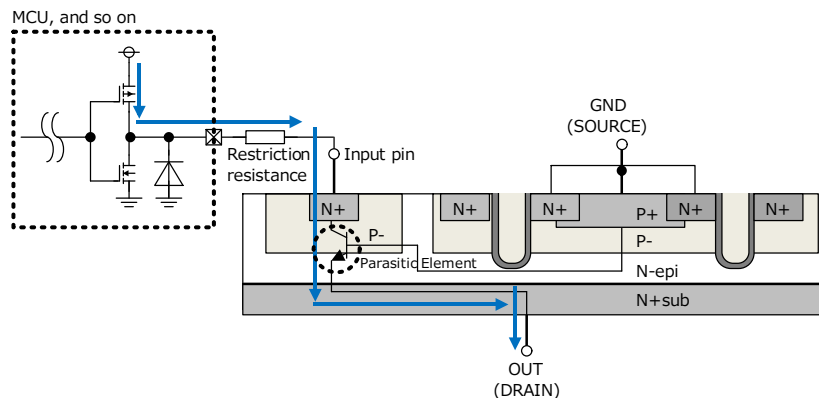 MCU, and so on
GND
(SOURCE)
Restriction
resistance
Input pin
N+
N+
N+
P+
N+
N+
P-
P-
Parasitic Element
N-epi
N+sub
OUT
(DRAIN)